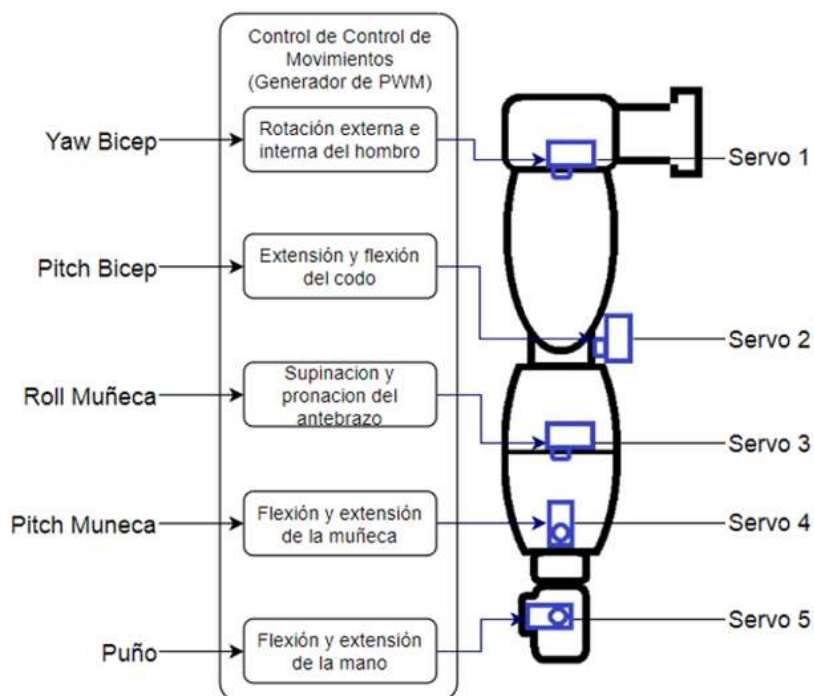 Control de Control de
Movimientos
(Generador de PWM)
Yaw Bicep
Rotación externa e
interna del hombro
Servo 1
Pitch Bicep
Extensión y flexión
del codo
Servo 2
Roll Muñeca
Supinacion y
pronacion del
antebrazo
Servo 3
Pitch Muneca
Flexión y extensión
de la muñeca
Servo 4
Puño
Flexión y extensión
de la mano
Servo 5